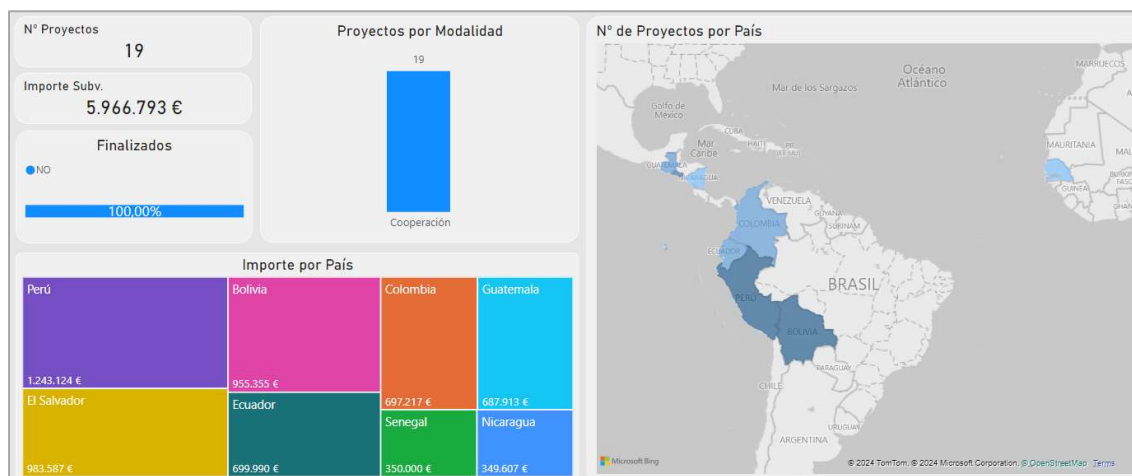 Nº Proyectos
19
Importe Subv.
5.966.793 €
Finalizados
NO
100,00%
Proyectos por Modalidad
19
Cooperación
Importe por País
Perú
1.243.124 €
Bolivia
955.355 €
Colombia
697.217 €
Guatemala
687.913 €
El Salvador
983.587 €
Ecuador
699.990 €
Senegal
350.000 €
Nicaragua
349.607 €
Nº de Proyectos por País
Océano
Atlántico
MARRUECOS
Mar de los Sargazos
Golfo de
México
CUBA
HAITÍ
Mar
Caribe
MAURITANIA
GUATEMALA
NICARAGUA
GUINEA
VENEZUELA
GUYANA
SURINAM
COLOMBIA
ECUADOR
BRASIL
PERÚ
BOLIVIA
PARAGUAY
CHILE
URUGUAY
ARGENTINA
Microsoft Bing
© 2024 TomTom, © 2024 Microsoft Corporation, © OpenStreetMap Terms